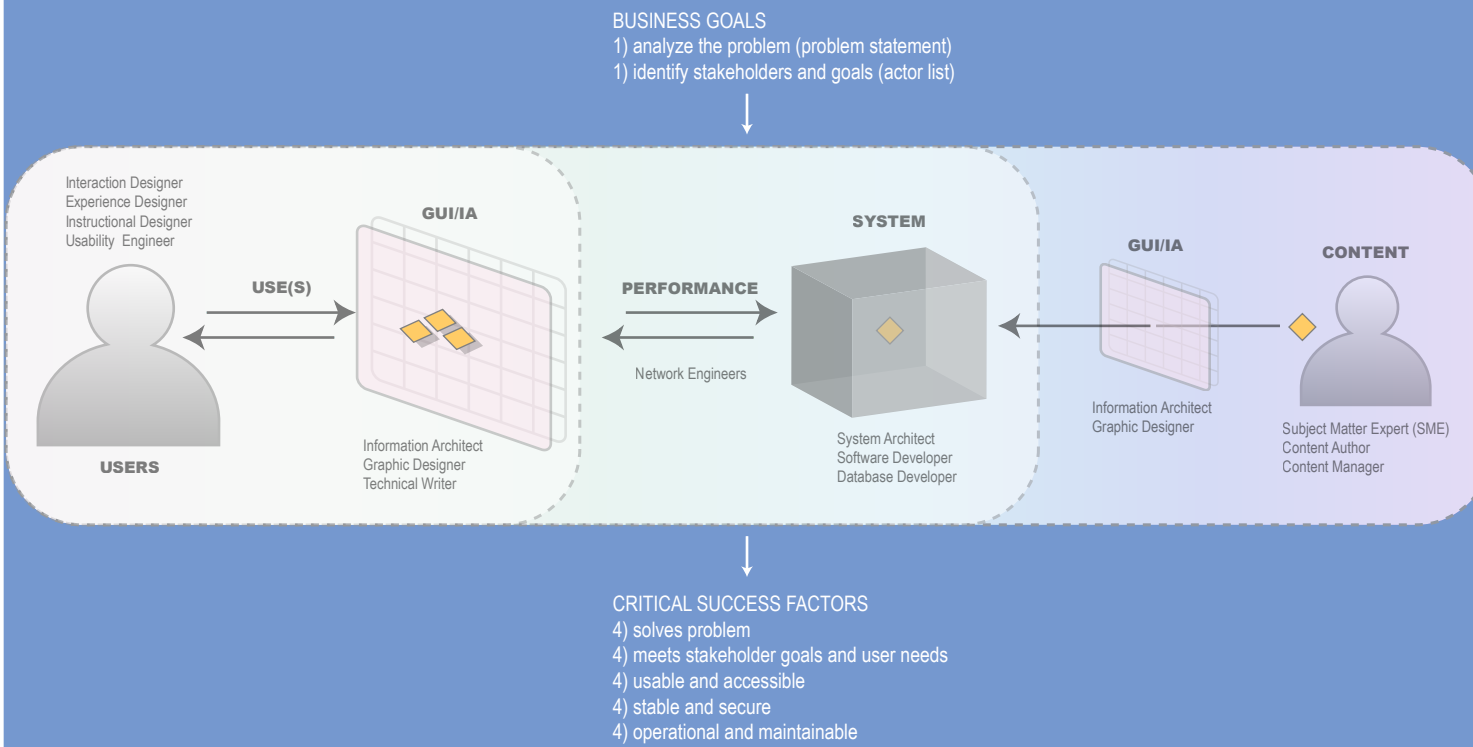 BUSINESS GOALS
1) analyze the problem (problem statement)
1) identify stakeholders and goals (actor list)
Interaction Designer
Experience Designer
Instructional Designer
Usability Engineer
USERS
USE(S)
GUI/IA
Information Architect
Graphic Designer
Technical Writer
PERFORMANCE
Network Engineers
SYSTEM
System Architect
Software Developer
Database Developer
GUI/IA
Information Architect
Graphic Designer
CONTENT
Subject Matter Expert (SME)
Content Author
Content Manager
CRITICAL SUCCESS FACTORS
4) solves problem
4) meets stakeholder goals and user needs
4) usable and accessible
4) stable and secure
4) operational and maintainable